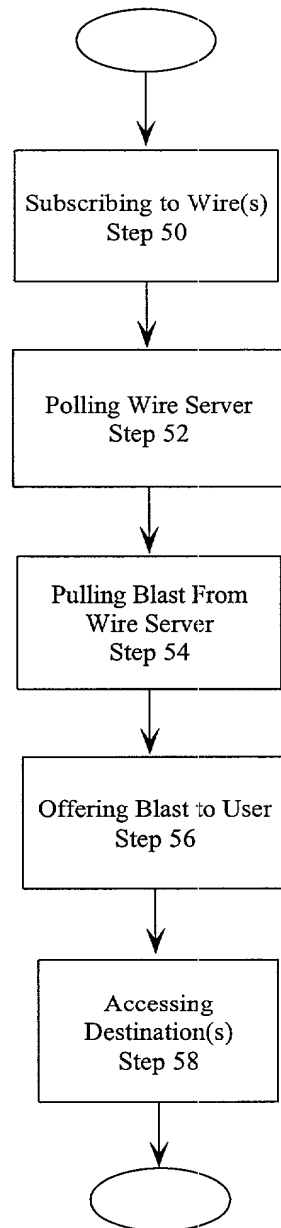 Subscribing to Wire(s)
Step 50
Polling Wire Server
Step 52
Pulling Blast From
Wire Server
Step 54
Offering Blast to User
Step 56
Accessing
Destination(s)
Step 58